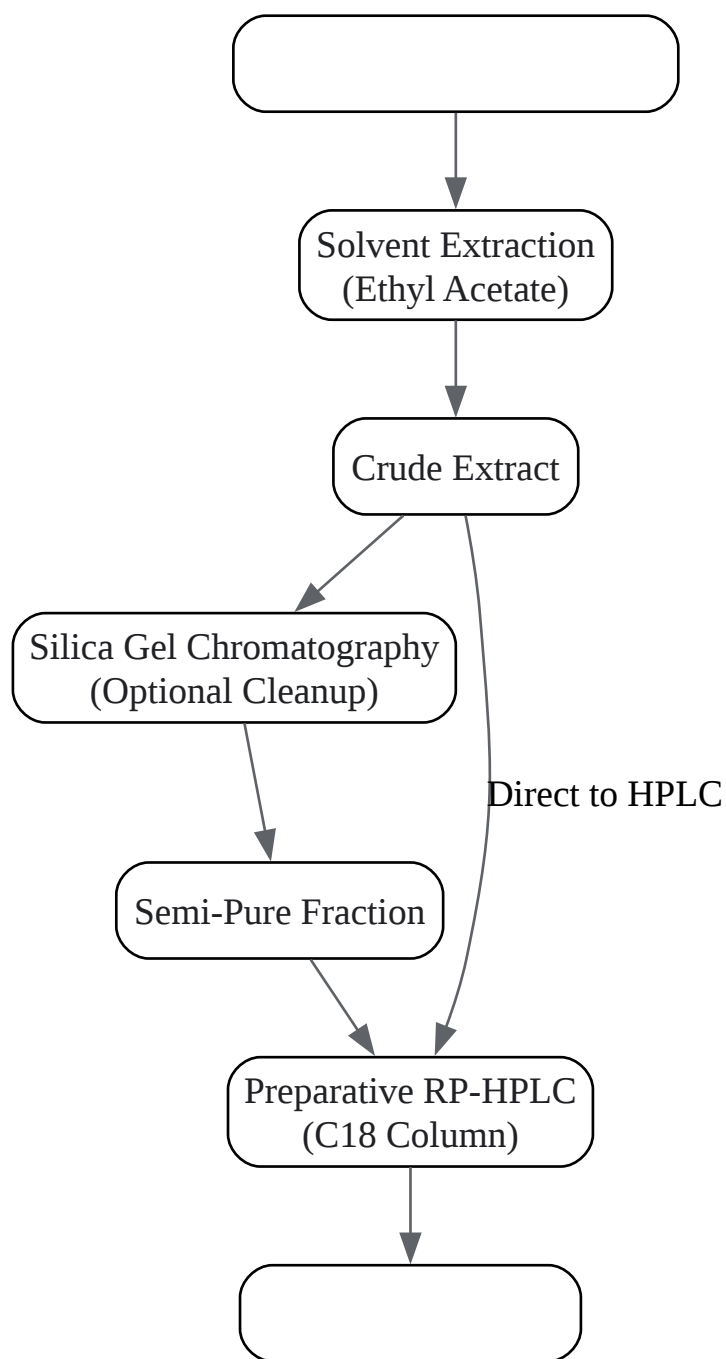 Solvent Extraction
(Ethyl Acetate)
Crude Extract
Silica Gel Chromatography
(Optional Cleanup)
Direct to HPLC
Semi-Pure Fraction
Preparative RP-HPLC
(C18 Column)